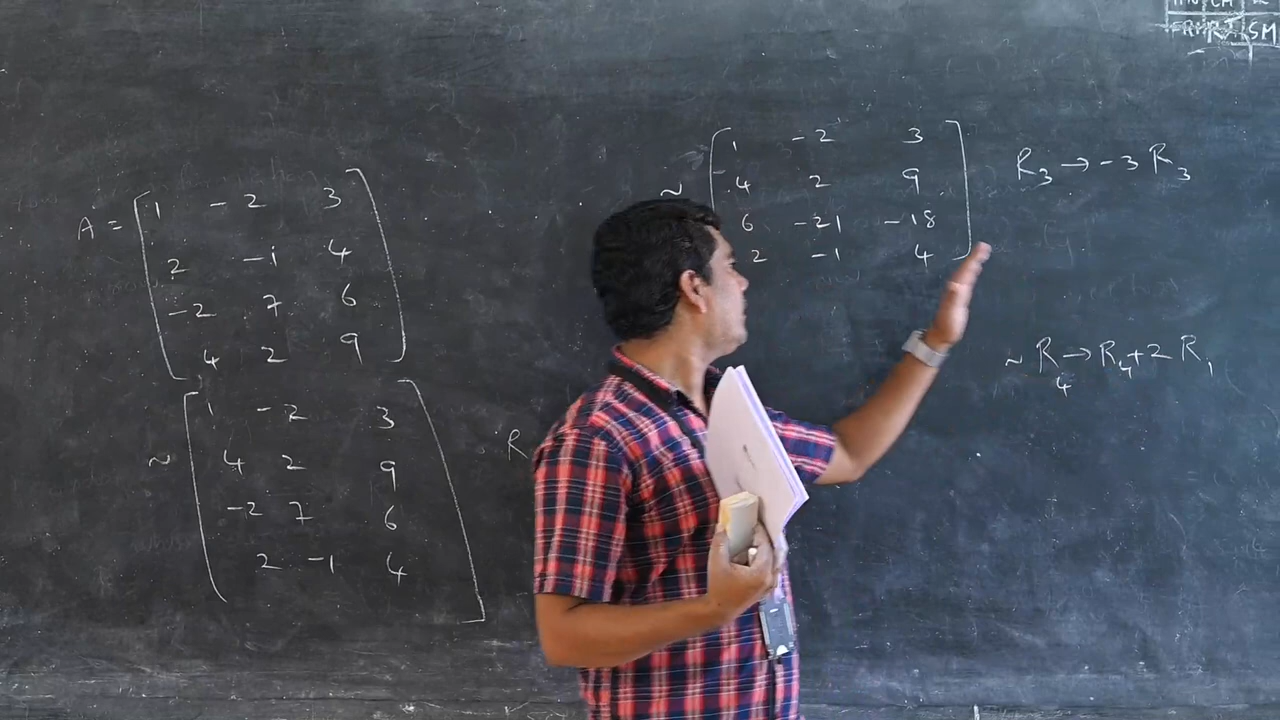 A = 1 -2 3
2 -1 4
-2 7 6
4 2 9
~ 1 -2 3
4 2 9
-2 7 6
2 -1 4
R
~ 1 -2 3
4 2 9
6 -21 -18
2 -1 4
R3 → -3 R3
~ R4 → R4 + 2 R1
SM